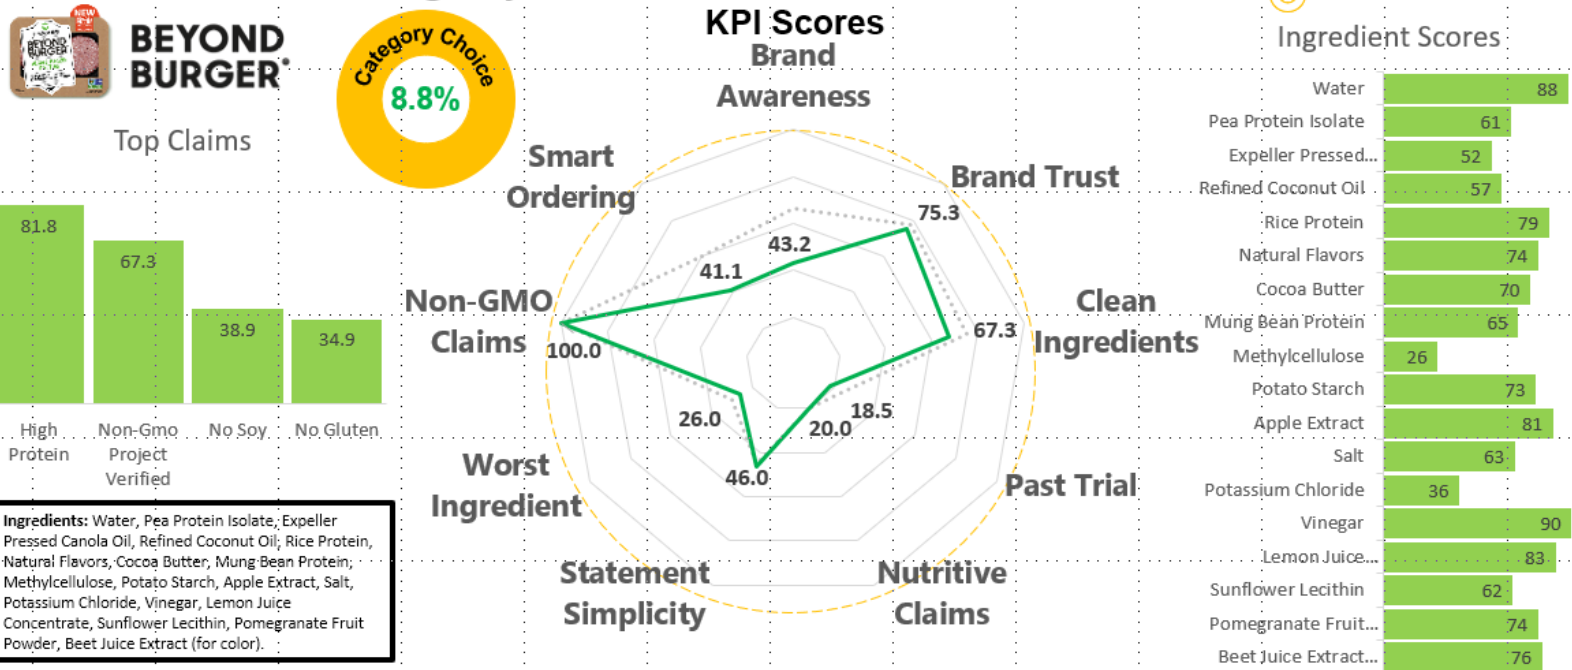 NEW
BEYOND
BURGER
BEYOND
BURGER
Category Choice
8.8%
Top Claims
81.8
67.3
38.9
34.9
High
Protein
Non-Gmo
Project
Verified
No Soy
No Gluten
Ingredients: Water, Pea Protein Isolate, Expeller
Pressed Canola Oil, Refined Coconut Oil, Rice Protein,
Natural Flavors, Cocoa Butter, Mung Bean Protein,
Methylcellulose, Potato Starch, Apple Extract, Salt,
Potassium Chloride, Vinegar, Lemon Juice
Concentrate, Sunflower Lecithin, Pomegranate Fruit
Powder, Beet Juice Extract (for color).
KPI Scores
Brand
Awareness
43.2
Brand Trust
75.3
Clean
Ingredients
67.3
Past Trial
18.5
Nutritive
Claims
20.0
Statement
Simplicity
46.0
Worst
Ingredient
26.0
Non-GMO
Claims
100.0
Smart
Ordering
41.1
Ingredient Scores
Water 88
Pea Protein Isolate 61
Expeller Pressed... 52
Refined Coconut Oil 57
Rice Protein 79
Natural Flavors 74
Cocoa Butter 70
Mung Bean Protein 65
Methylcellulose 26
Potato Starch 73
Apple Extract 81
Salt 63
Potassium Chloride 36
Vinegar 90
Lemon Juice... 83
Sunflower Lecithin 62
Pomegranate Fruit... 74
Beet Juice Extract... 76